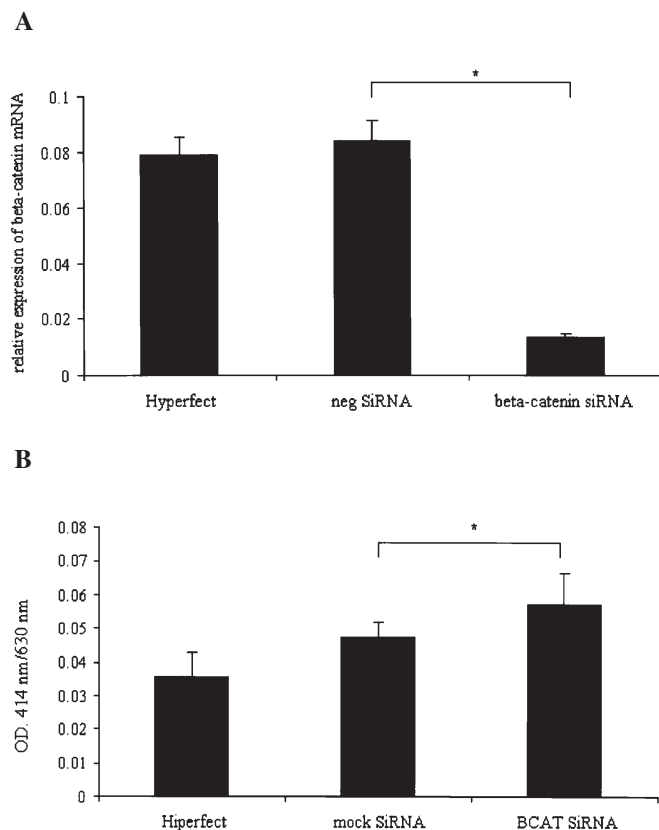 A
*
relative expression of beta-catenin mRNA
0.1
0.08
0.06
0.04
0.02
0
Hyperfect neg SiRNA beta-catenin siRNA
B
*
OD. 414 nm/630 nm
0.08
0.07
0.06
0.05
0.04
0.03
0.02
0.01
0
Hiperfect mock SiRNA BCAT SiRNA